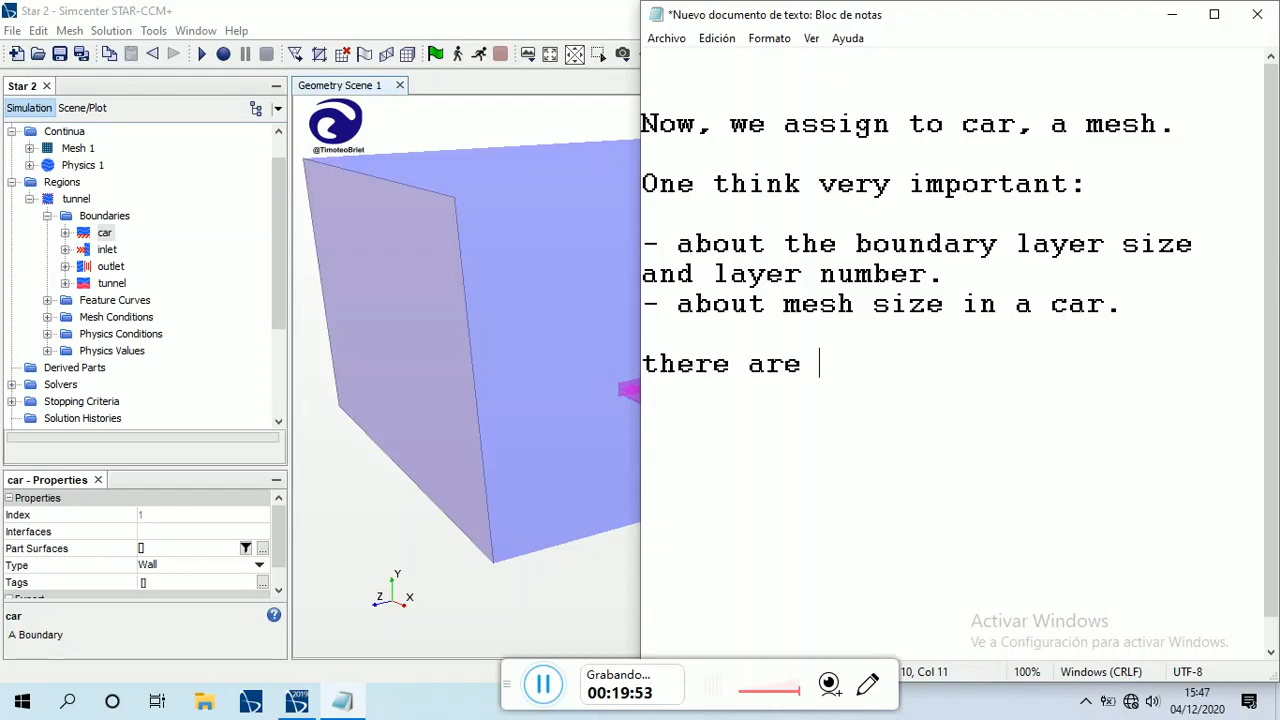 Star 2 - Simcenter STAR-CCM+
File Edit Mesh Solution Tools Window Help
Star 2
Simulation Scene/Plot
Continua
Mesh 1
Physics 1
Regions
tunnel
Boundaries
car
inlet
outlet
tunnel
Feature Curves
Mesh Conditions
Physics Conditions
Physics Values
Derived Parts
Solvers
Stopping Criteria
Solution Histories
car - Properties
Properties
Index 1
Interfaces
Part Surfaces []
Type Wall
Tags []
car
A Boundary
Geometry Scene 1
@TimoteoBriet
Y
Z X
*Nuevo documento de texto: Bloc de notas
Archivo Edición Formato Ver Ayuda
Now, we assign to car, a mesh.
One think very important:
- about the boundary layer size
and layer number.
- about mesh size in a car.
there are
Activar Windows
Ve a Configuración para activar Windows.
10, Col 11 100% Windows (CRLF) UTF-8
Grabando...
00:19:53
2019
15:47
04/12/2020